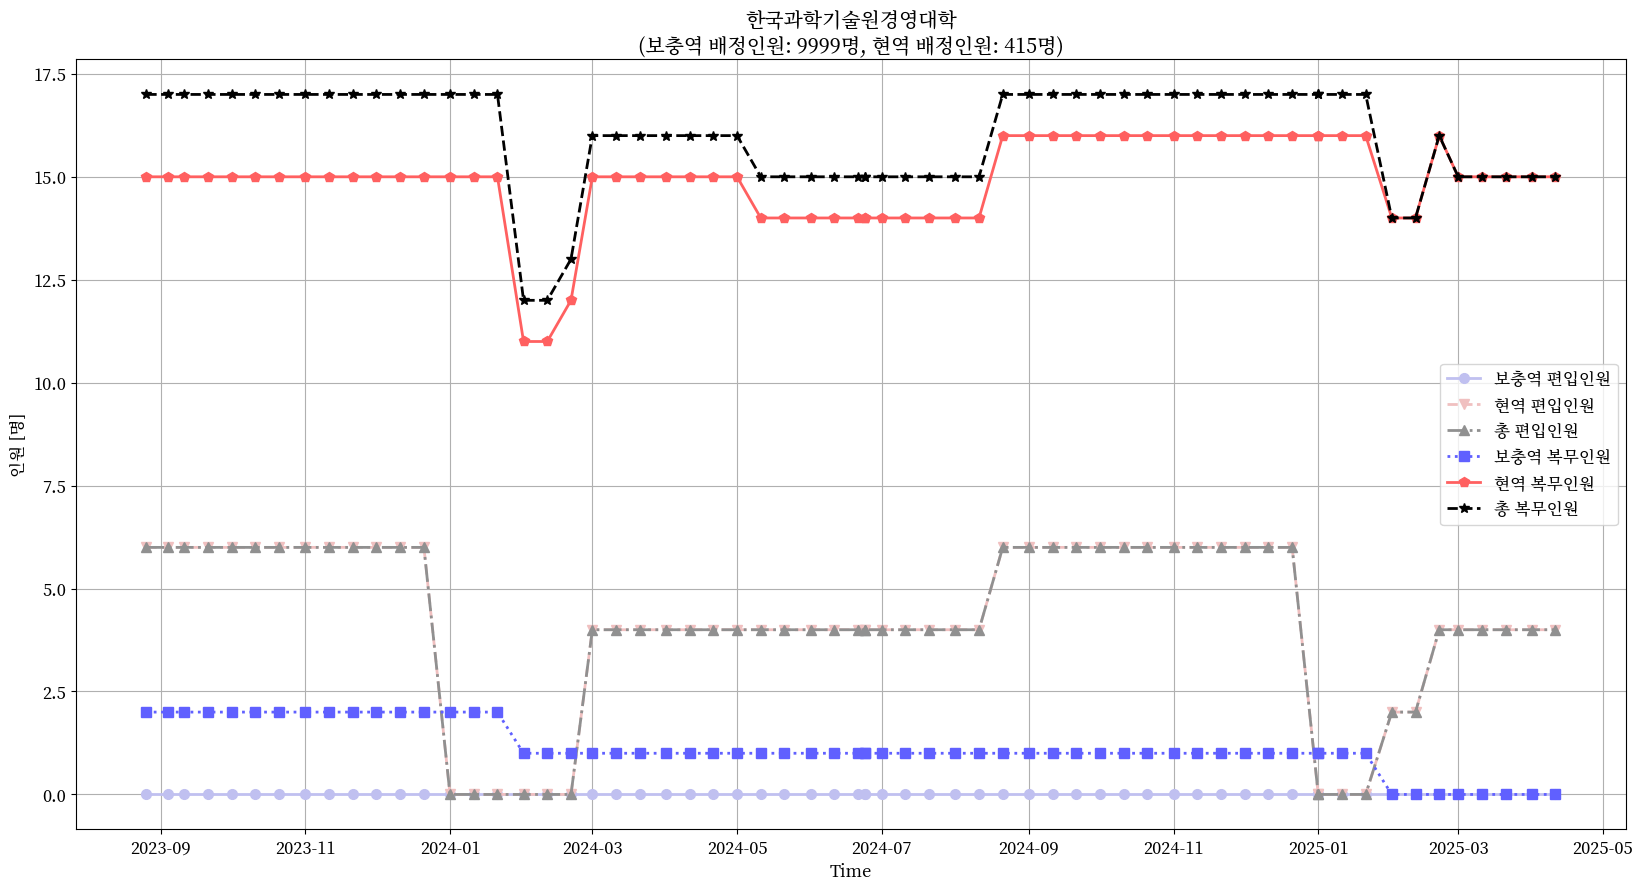 한국과학기술원경영대학
(보충역 배정인원: 9999명, 현역 배정인원: 415명)
17.5
15.0
12.5
10.0
7.5
5.0
2.5
0.0
인원 [명]
보충역 편입인원
현역 편입인원
총 편입인원
보충역 복무인원
현역 복무인원
총 복무인원
2023-09 2023-11 2024-01 2024-03 2024-05 2024-07 2024-09 2024-11 2025-01 2025-03 2025-05
Time